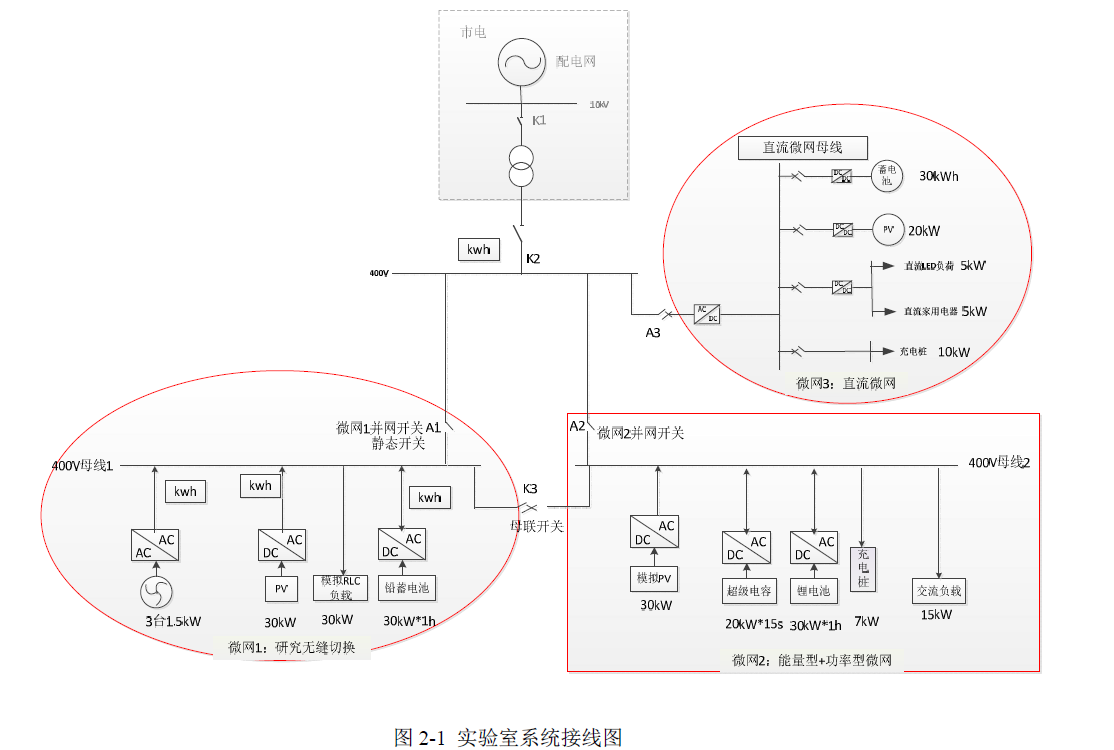 市电
配电网
10kV
K1
kwh
K2
400V
直流微网母线
DC
DC
蓄电
池
30kWh
DC
DC
PV
20kW
DC
DC
直流LED负荷 5kW
直流家用电器 5kW
充电桩 10kW
AC
DC
A3
微网3：直流微网
微网1并网开关 A1
静态开关
A2 微网2并网开关
400V母线1
400V母线2
kwh
kwh
kwh
K3
母联开关
AC
AC
AC
DC
AC
DC
3台1.5kW
PV
30kW
模拟RLC
负载
30kW
铅蓄电池
30kW*1h
微网1：研究无缝切换
AC
DC
AC
DC
AC
DC
模拟PV
30kW
超级电容
20kW*15s
锂电池
30kW*1h
充
电
桩
7kW
交流负载
15kW
微网2：能量型+功率型微网
图 2-1 实验室系统接线图